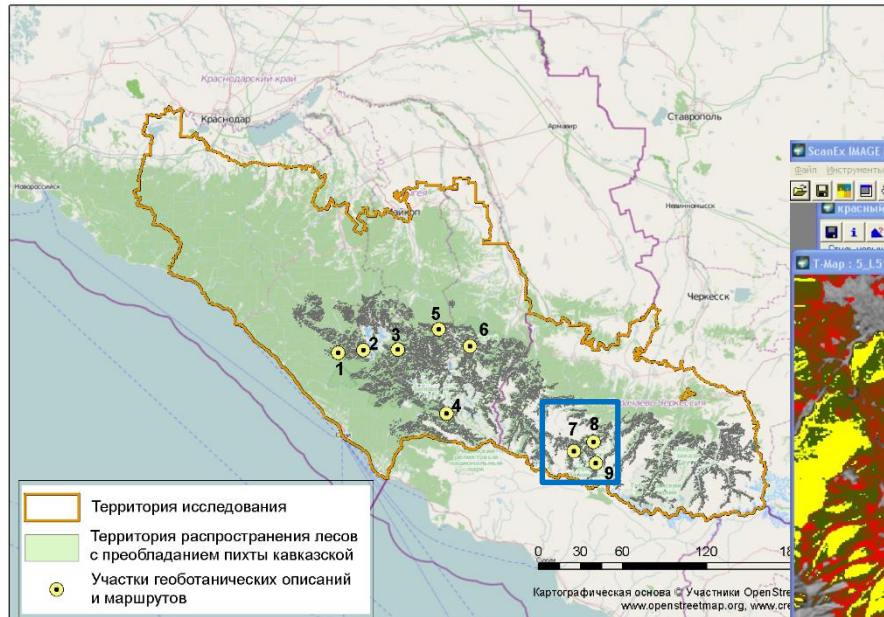 Краснодарский край
Ставрополь
Краснодар
Армавир
Новороссийск
Невинномысск
Черкесск
5
6
3
2
1
4
8
7
9
Территория исследования
Территория распространения лесов
с преобладанием пихты кавказской
Участки геоботанических описаний
и маршрутов
0 30 60 120
Картографическая основа © Участники OpenStre
www.openstreetmap.org, www.cre
ScanEx IMAGE
Файл Инструменты
красный
T-Map : 5_L5